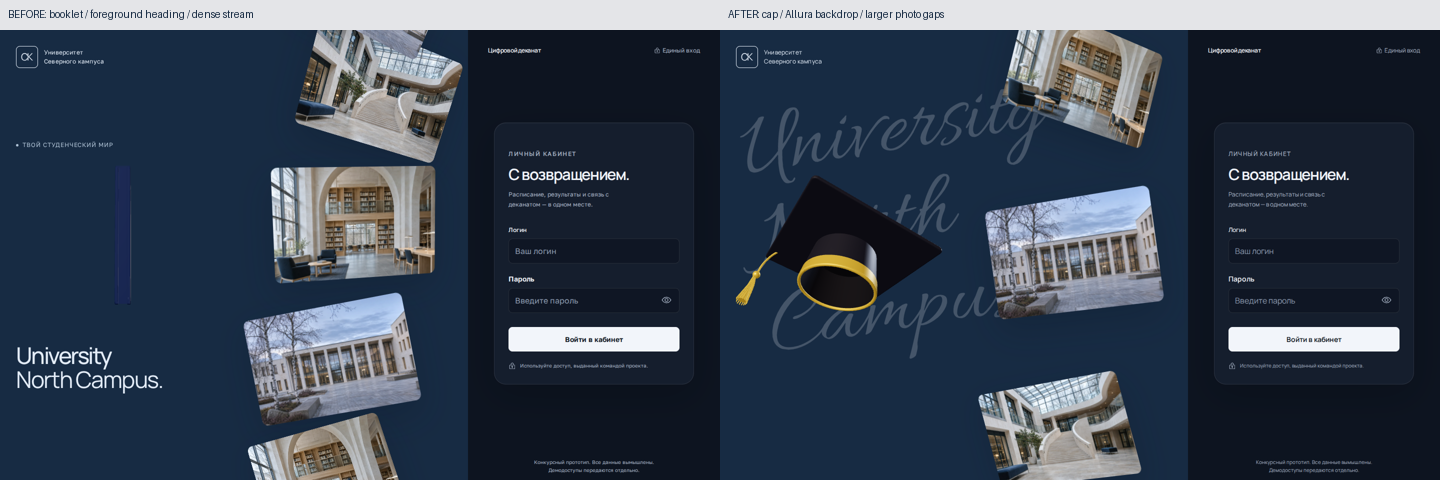 BEFORE: booklet / foreground heading / dense stream
AFTER: cap / Allura backdrop / larger photo gaps
OK
Университет
Северного кампуса
• ТВОЙ СТУДЕНЧЕСКИЙ МИР
University
North Campus.
Цифровой деканат
Единый вход
ЛИЧНЫЙ КАБИНЕТ
С возвращением.
Расписание, результаты и связь с
деканатом — в одном месте.
Логин
Ваш логин
Пароль
Введите пароль
Войти в кабинет
Используйте доступ, выданный командой проекта.
Конкурсный прототип. Все данные вымышлены.
Демодоступы передаются отдельно.
OK
Университет
Северного кампуса
University
North
Campus
Цифровой деканат
Единый вход
ЛИЧНЫЙ КАБИНЕТ
С возвращением.
Расписание, результаты и связь с
деканатом — в одном месте.
Логин
Ваш логин
Пароль
Введите пароль
Войти в кабинет
Используйте доступ, выданный командой проекта.
Конкурсный прототип. Все данные вымышлены.
Демодоступы передаются отдельно.